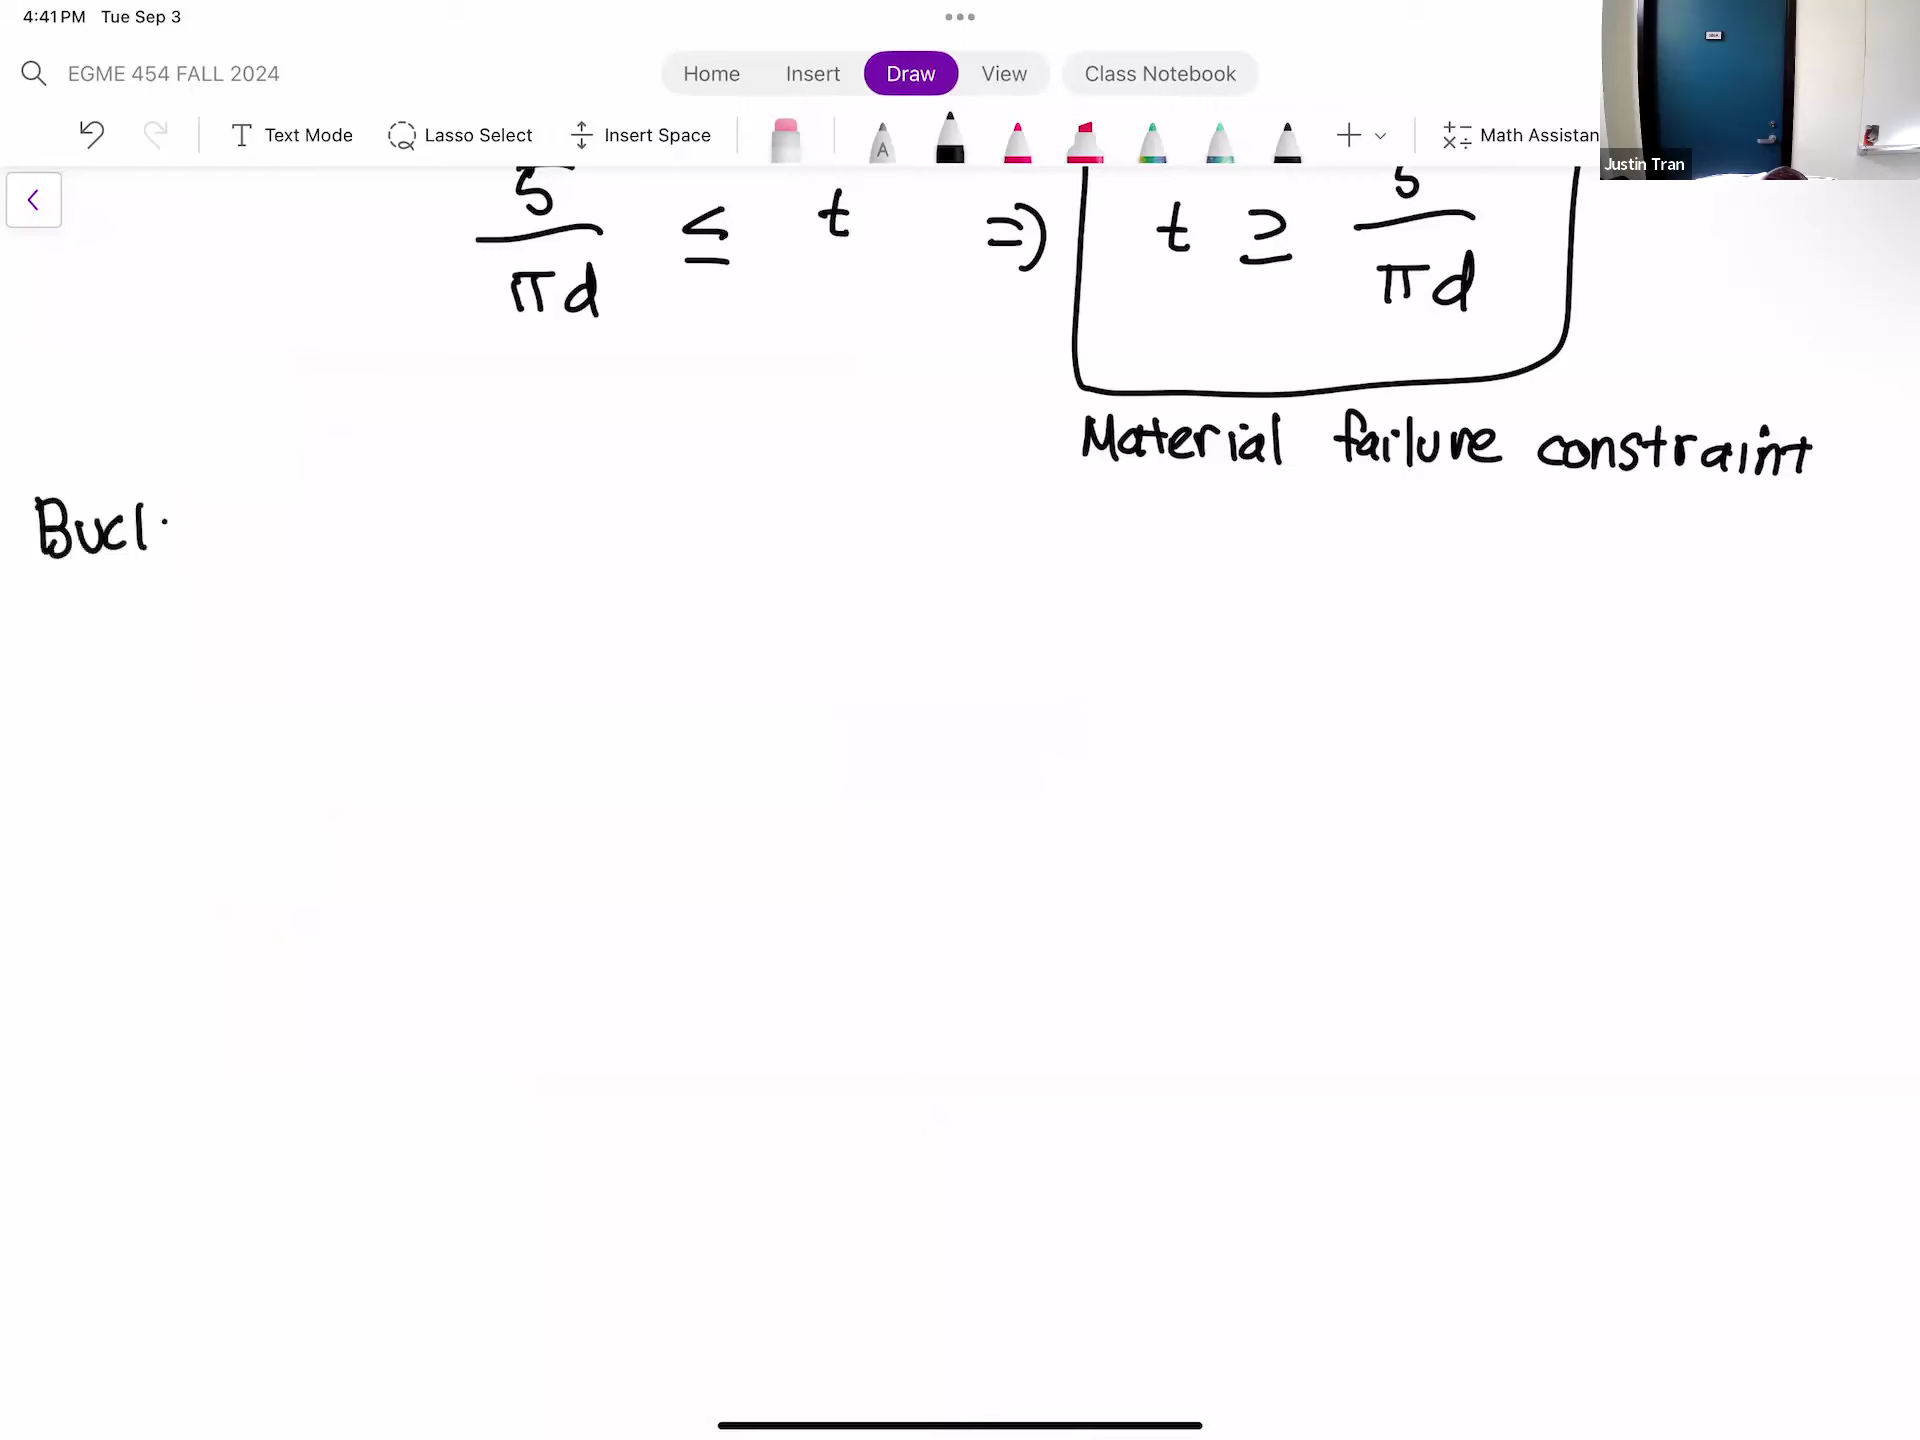 4:41 PM Tue Sep 3
EGME 454 FALL 2024
Home Insert Draw View Class Notebook
Text Mode Lasso Select Insert Space A Math Assistan
Justin Tran
5/πd ≤ t ⇒ t ≥ 5/πd
Material failure constraint
Bucl